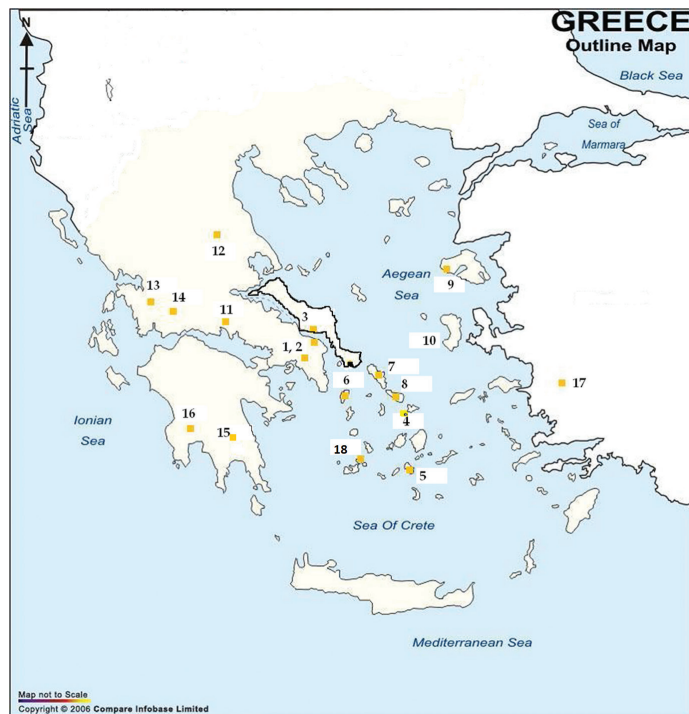 GREECE
Outline Map
N
Black Sea
Adriatic
Sea
Sea of
Marmara
12
Aegean
Sea
9
13
14
11
3
10
1, 2
7
6
8
17
4
Ionian
Sea
16
15
18
5
Sea Of Crete
Mediterranean Sea
Map not to Scale
Copyright © 2006 Compare Infobase Limited